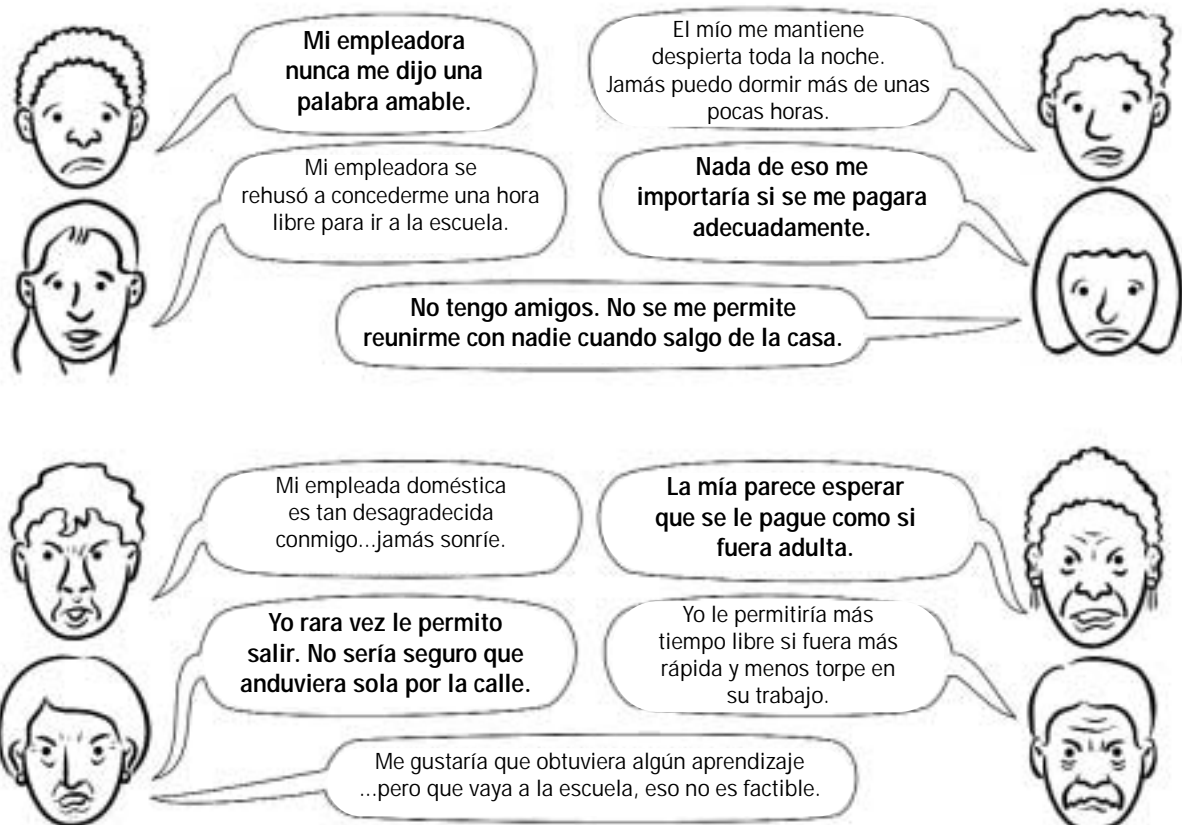 Mi empleadora
nunca me dijo una
palabra amable.
El mío me mantiene
despierta toda la noche.
Jamás puedo dormir más de unas
pocas horas.
Mi empleadora se
rehusó a concederme una hora
libre para ir a la escuela.
Nada de eso me
importaría si se me pagara
adecuadamente.
No tengo amigos. No se me permite
reunirme con nadie cuando salgo de la casa.
Mi empleada doméstica
es tan desagradecida
conmigo...jamás sonríe.
La mía parece esperar
que se le pague como si
fuera adulta.
Yo rara vez le permito
salir. No sería seguro que
anduviera sola por la calle.
Yo le permitiría más
tiempo libre si fuera más
rápida y menos torpe en
su trabajo.
Me gustaría que obtuviera algún aprendizaje
...pero que vaya a la escuela, eso no es factible.